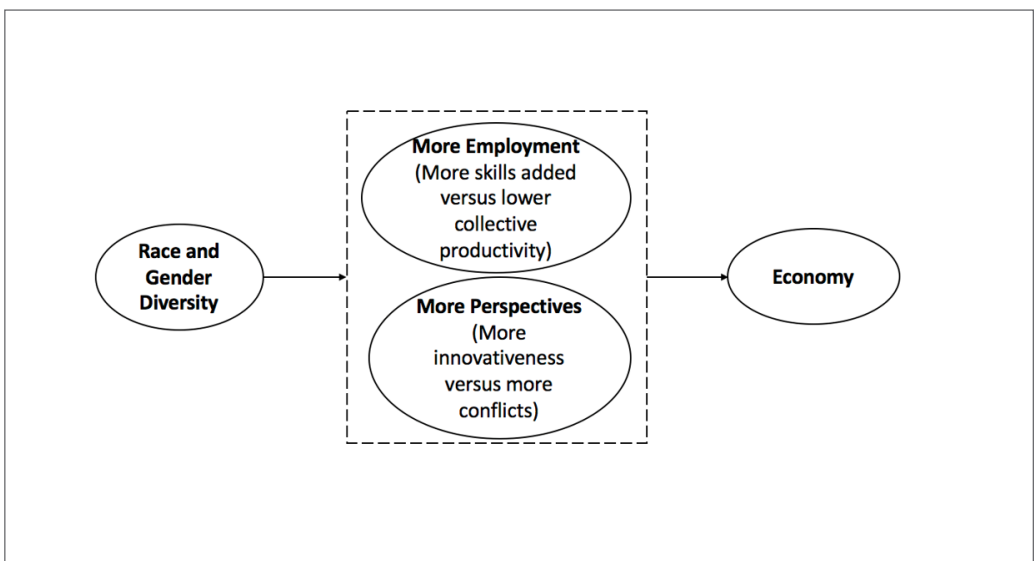 Race and
Gender
Diversity
More Employment
(More skills added
versus lower
collective
productivity)
More Perspectives
(More
innovativeness
versus more
conflicts)
Economy